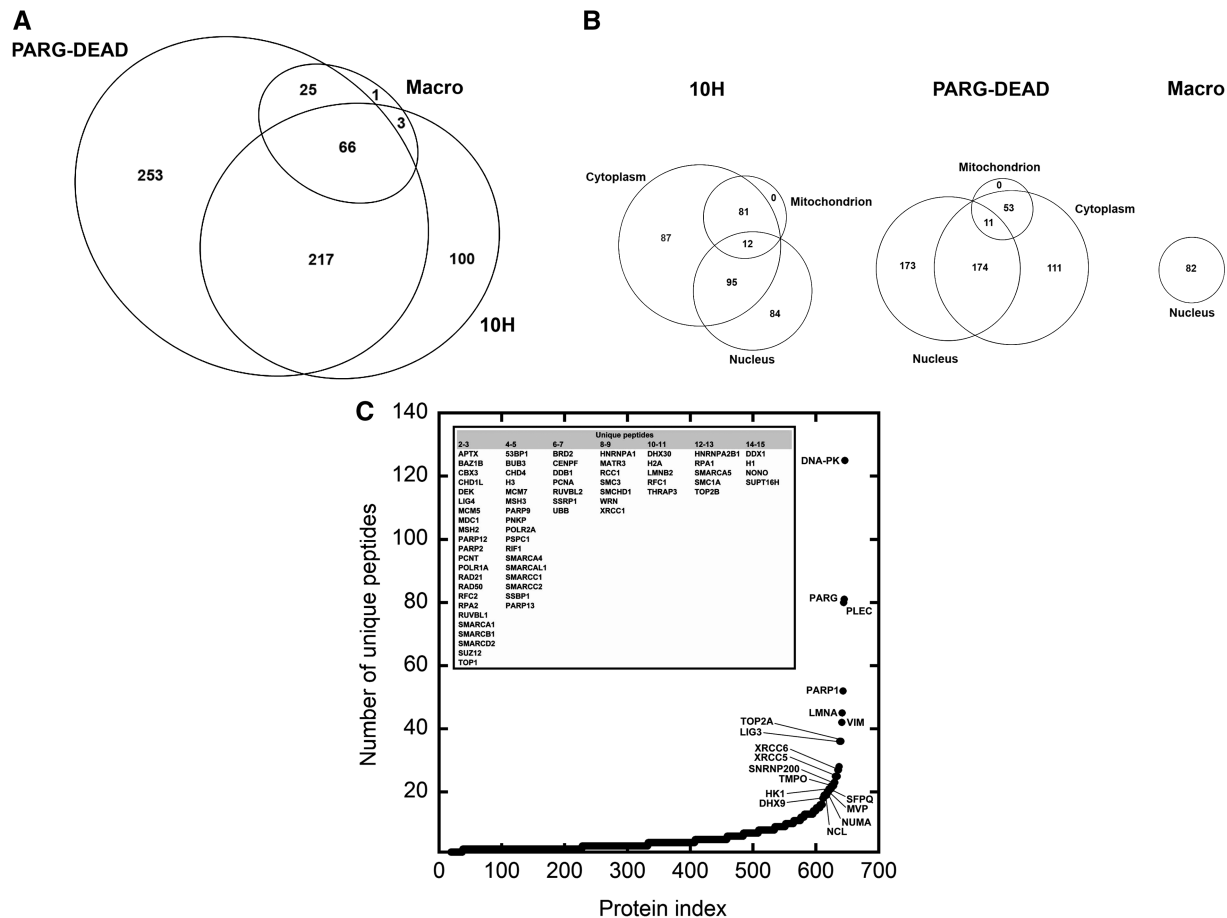 A
PARG-DEAD
Macro
25
1
3
66
253
217
100
10H
B
10H
PARG-DEAD
Macro
Cytoplasm
Mitochondrion
0
81
87
12
95
84
Nucleus
Mitochondrion
0
53
Cytoplasm
11
173
174
111
Nucleus
82
Nucleus
C
Number of unique peptides
140
120
100
80
60
40
20
Unique peptides
2-3 4-5 6-7 8-9 10-11 12-13 14-15
APTX 53BP1 BRD2 HNRNPA1 DHX30 HNRNPA2B1 DDX1
BAZ1B BUB3 CENPF MATR3 H2A RPA1 H1
CBX3 CHD4 DDB1 RCC1 LMNB2 SMARCA5 NONO
CHD1L H3 PCNA SMC3 RFC1 SMC1A SUPT16H
DEK MCM7 RUVBL2 SMCHD1 THRAP3 TOP2B
LIG4 MSH3 SSRP1 WRN
MCM5 PARP9 UBB XRCC1
MDC1 PNKP
MSH2 POLR2A
PARP12 PSPC1
PARP2 RIF1
PCNT SMARCA4
POLR1A SMARCAL1
RAD21 SMARCC1
RAD50 SMARCC2
RFC2 SSBP1
RPA2 PARP13
RUVBL1
SMARCA1
SMARCB1
SMARCD2
SUZ12
TOP1
DNA-PK
PARG
PLEC
PARP1
LMNA
VIM
TOP2A
LIG3
XRCC6
XRCC5
SNRNP200
TMPO
HK1
DHX9
SFPQ
MVP
NUMA
NCL
0 100 200 300 400 500 600 700
Protein index